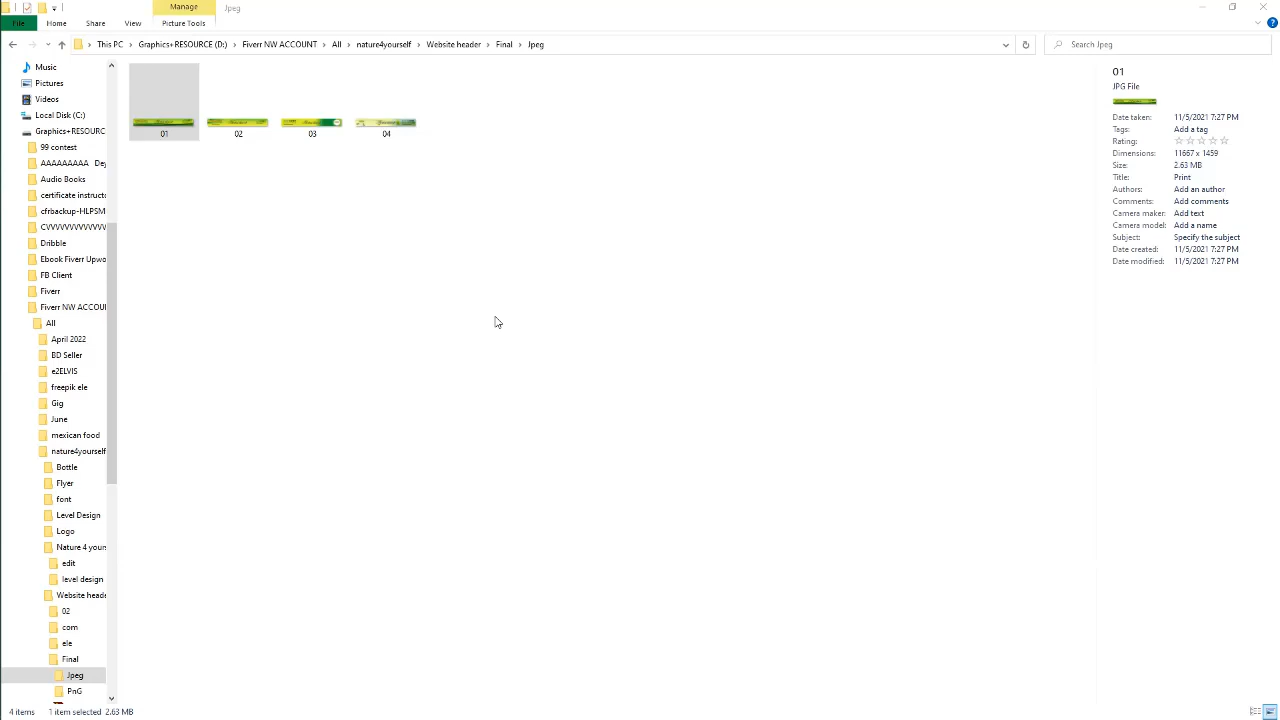 Manage
Jpeg
File
Home
Share
View
Picture Tools
This PC
Graphics+RESOURCE (D:)
Fiverr NW ACCOUNT
All
nature4yourself
Website header
Final
Jpeg
Search Jpeg
Music
Pictures
Videos
Local Disk (C:)
Graphics+RESOURC
99 contest
AAAAAAAAA Dey
Audio Books
certificate instructo
cfrbackup-HLPSM
Dribble
Ebook Fiverr Upwo
FB Client
Fiverr
Fiverr NW ACCOU
All
April 2022
BD Seller
e2ELVIS
freepik ele
Gig
June
mexican food
nature4yourself
Bottle
Flyer
font
Level Design
Logo
Nature 4 your
edit
level design
Website heade
02
com
ele
Final
Jpeg
PnG
01
02
03
04
01
JPG File
Date taken: 11/5/2021 7:27 PM
Tags: Add a tag
Rating:
Dimensions: 11667 x 1459
Size: 2.63 MB
Title: Print
Authors: Add an author
Comments: Add comments
Camera maker: Add text
Camera model: Add a name
Subject: Specify the subject
Date created: 11/5/2021 7:27 PM
Date modified: 11/5/2021 7:27 PM
4 items
1 item selected 2.63 MB